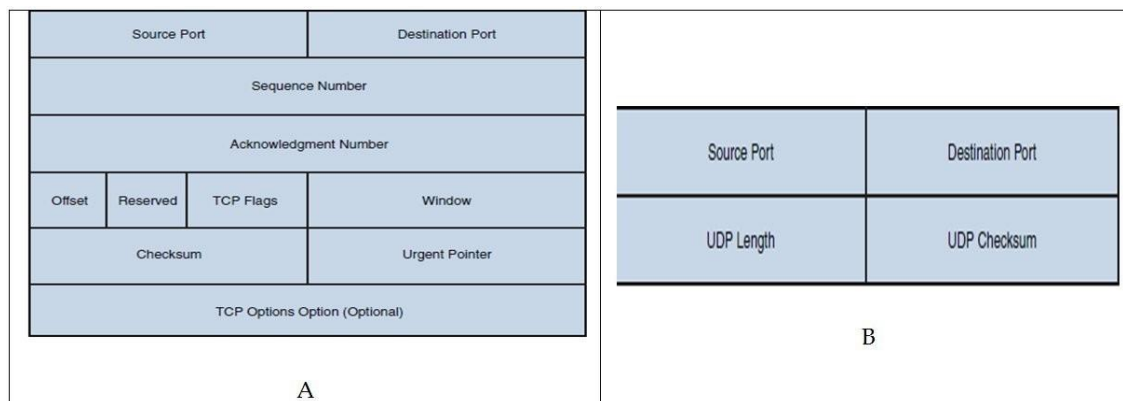 Source Port Destination Port
Sequence Number
Acknowledgment Number
Offset Reserved TCP Flags Window
Checksum Urgent Pointer
TCP Options Option (Optional)
A
Source Port Destination Port
UDP Length UDP Checksum
B